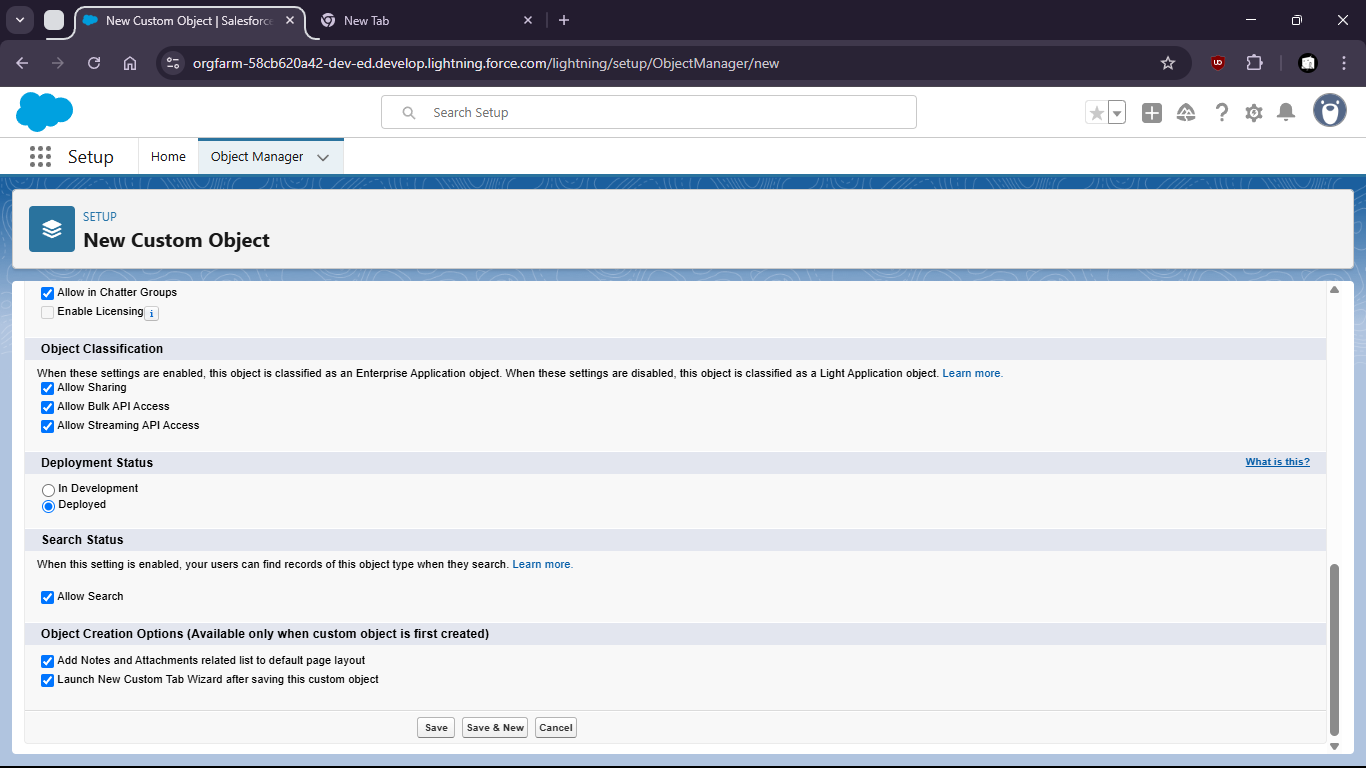 New Custom Object | Salesforce
New Tab
orgfarm-58cb620a42-dev-ed.develop.lightning.force.com/lightning/setup/ObjectManager/new
Search Setup
Setup
Home
Object Manager
SETUP
New Custom Object
Allow in Chatter Groups
Enable Licensing i
Object Classification
When these settings are enabled, this object is classified as an Enterprise Application object. When these settings are disabled, this object is classified as a Light Application object. Learn more.
Allow Sharing
Allow Bulk API Access
Allow Streaming API Access
Deployment Status
What is this?
In Development
Deployed
Search Status
When this setting is enabled, your users can find records of this object type when they search. Learn more.
Allow Search
Object Creation Options (Available only when custom object is first created)
Add Notes and Attachments related list to default page layout
Launch New Custom Tab Wizard after saving this custom object
Save
Save & New
Cancel